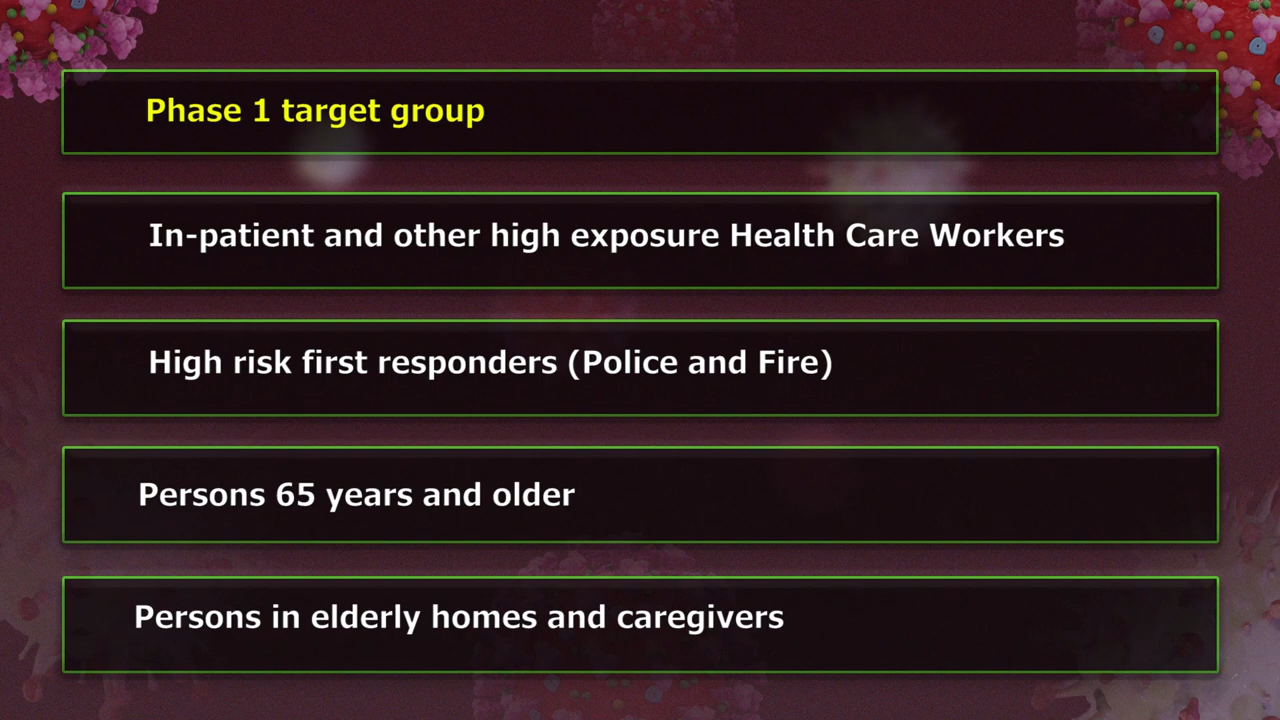 Phase 1 target group
In-patient and other high exposure Health Care Workers
High risk first responders (Police and Fire)
Persons 65 years and older
Persons in elderly homes and caregivers